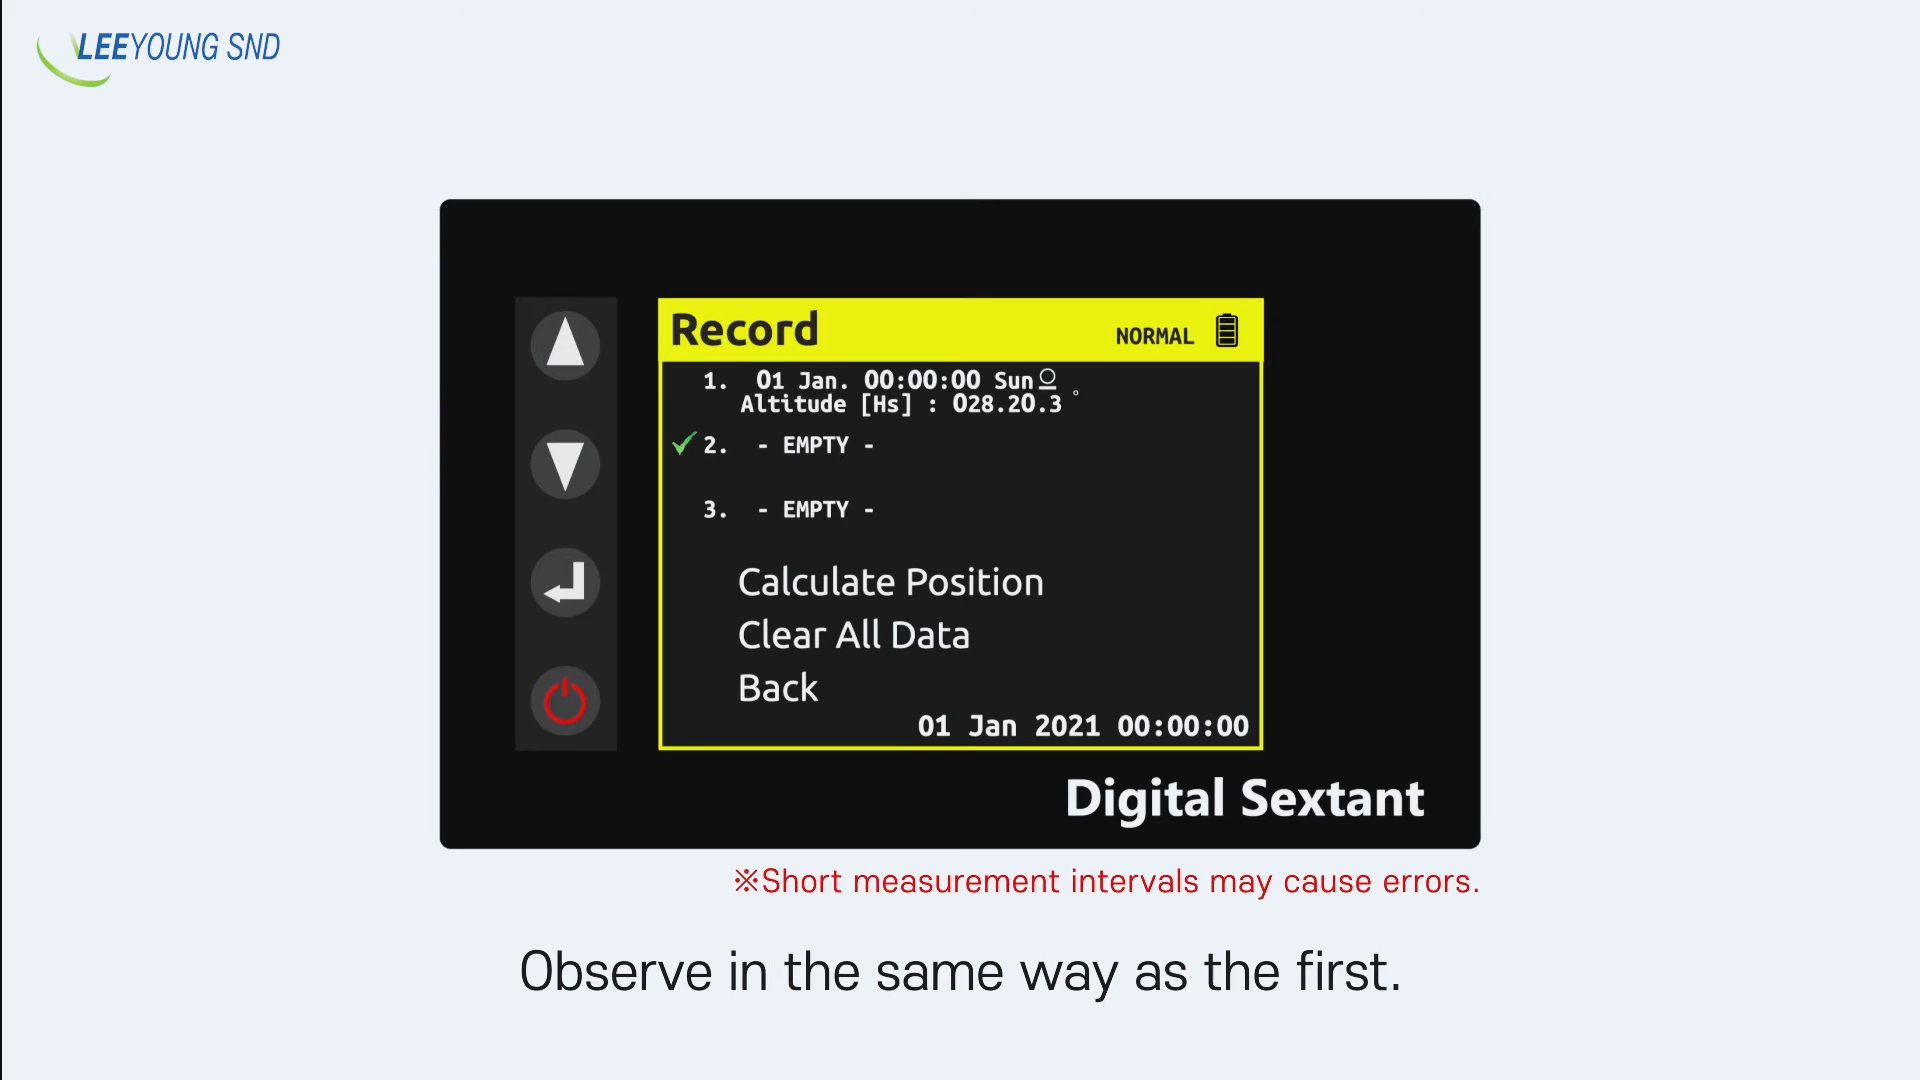 LEEYOUNG SND
Record NORMAL
1. 01 Jan. 00:00:00 Sun
Altitude [Hs] : 028.20.3 °
✓ 2. - EMPTY -
3. - EMPTY -
Calculate Position
Clear All Data
Back
01 Jan 2021 00:00:00
Digital Sextant
※Short measurement intervals may cause errors.
Observe in the same way as the first.